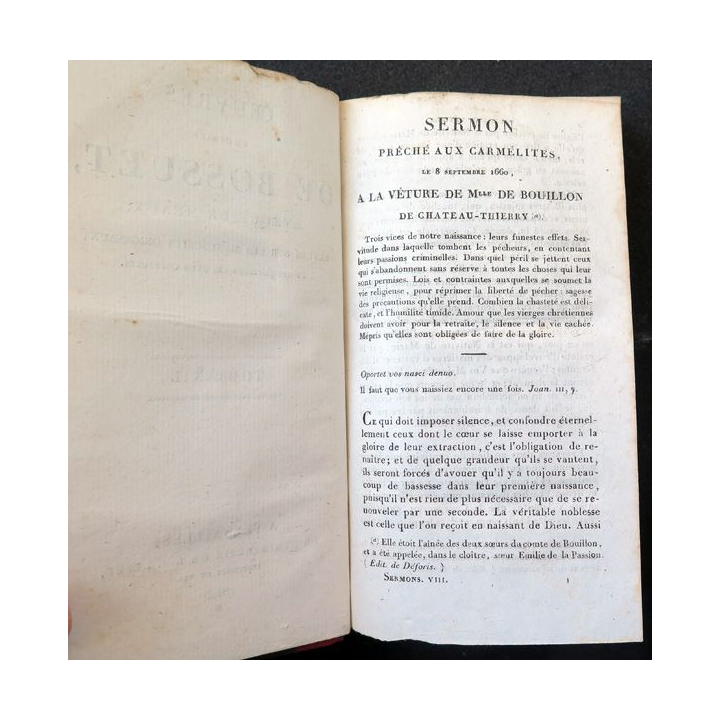 SERMON
PRÊCHÉ AUX CARMÉLITES,
LE 8 SEPTEMBRE 1660,
A LA VÊTURE DE Mlle DE BOUILLON
DE CHATEAU-THIERRY (a).
Trois vices de notre naissance : leurs funestes effets. Ser-
vitude dans laquelle tombent les pécheurs, en contentant
leurs passions criminelles. Dans quel péril se jettent ceux
qui s'abandonnent sans réserve à toutes les choses qui leur
sont permises. Lois et contraintes auxquelles se soumet la
vie religieuse, pour réprimer la liberté de pécher : sagesse
des précautions qu'elle prend. Combien la chasteté est déli-
cate, et l'humilité timide. Amour que les vierges chrétiennes
doivent avoir pour la retraite, le silence et la vie cachée.
Mépris qu'elles sont obligées de faire de la gloire.
Oportet vos nasci denuo.
Il faut que vous naissiez encore une fois. Joan. III, 7.
Ce qui doit imposer silence, et confondre éternel-
lement ceux dont le cœur se laisse emporter à la
gloire de leur extraction, c'est l'obligation de re-
naître; et de quelque grandeur qu'ils se vantent,
ils seront forcés d'avouer qu'il y a toujours beau-
coup de bassesse dans leur première naissance,
puisqu'il n'est rien de plus nécessaire que de se re-
nouveler par une seconde. La véritable noblesse
est celle que l'on reçoit en naissant de Dieu. Aussi
(a) Elle étoit l'aînée des deux sœurs du comte de Bouillon,
et a été appelée, dans le cloître, sœur Emilie de la Passion.
( Edit. de Déforis. )
SERMONS. VIII. 1
ŒUVRES
DE BOSSUET,
TOME XI.